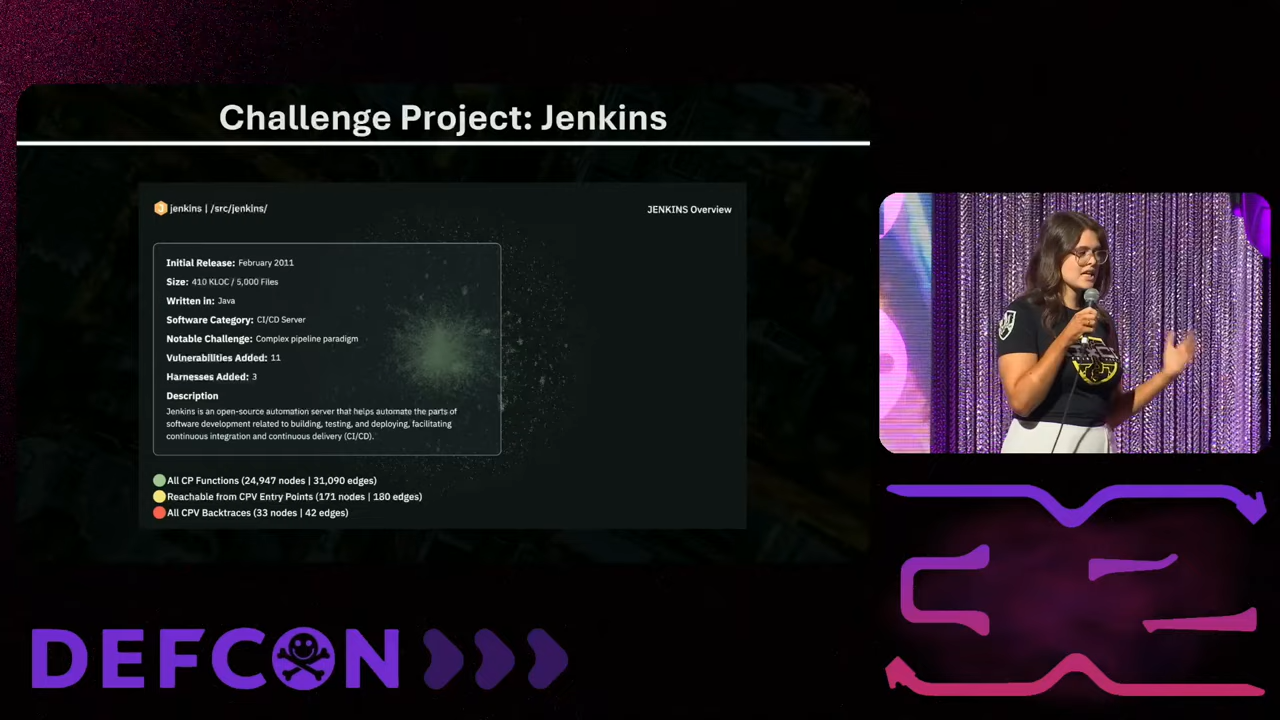 Challenge Project: Jenkins
jenkins | /src/jenkins/
JENKINS Overview
Initial Release: February 2011
Size: 410 KLOC / 5,000 Files
Written in: Java
Software Category: CI/CD Server
Notable Challenge: Complex pipeline paradigm
Vulnerabilities Added: 11
Harnesses Added: 3
Description
Jenkins is an open-source automation server that helps automate the parts of
software development related to building, testing, and deploying, facilitating
continuous integration and continuous delivery (CI/CD).
All CP Functions (24,947 nodes | 31,090 edges)
Reachable from CPV Entry Points (171 nodes | 180 edges)
All CPV Backtraces (33 nodes | 42 edges)
DEFCON